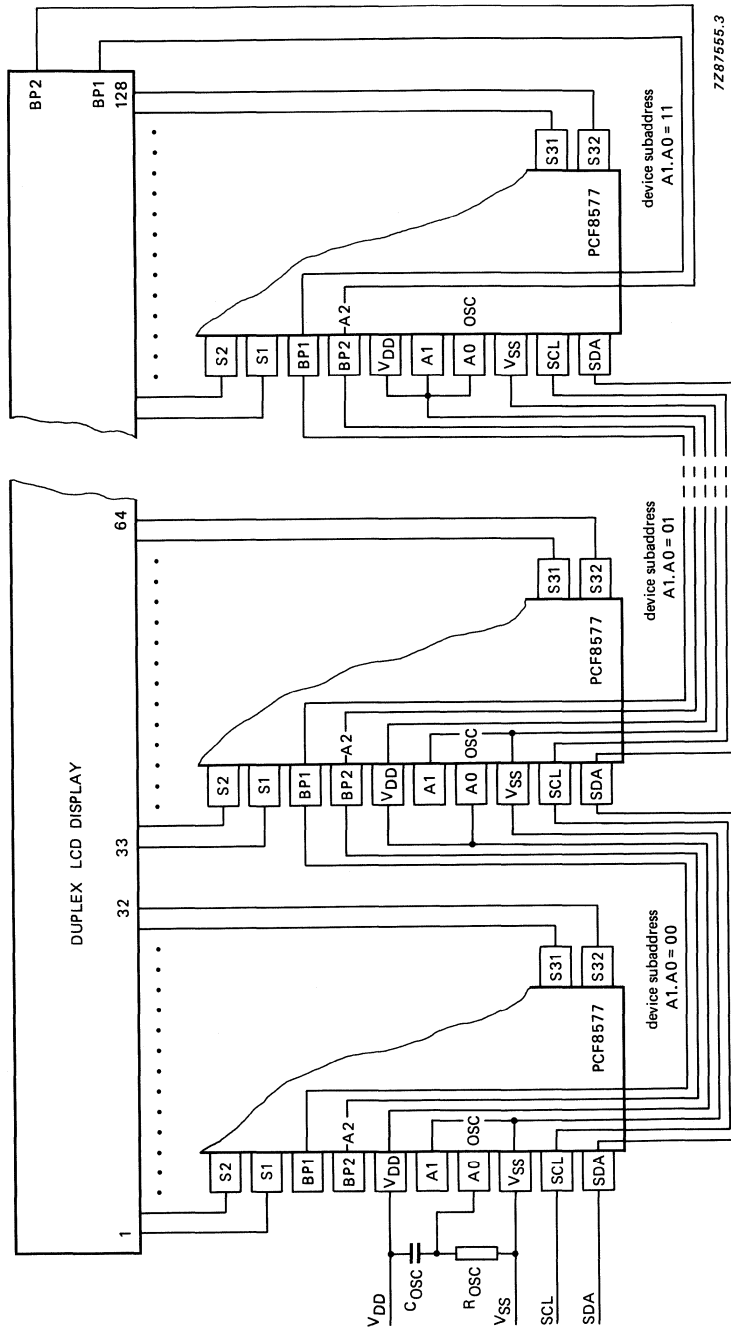 DUPLEX LCD DISPLAY
1
32
33
64
128
BP1
BP2
S2
S1
BP1
BP2
A2
VDD
A1
A0
OSC
VSS
SCL
SDA
S31
S32
PCF8577
device subaddress
A1. A0 = 00
VDD
COSC
ROSC
VSS
SCL
SDA
S2
S1
BP1
BP2
A2
VDD
A1
A0
OSC
VSS
SCL
SDA
S31
S32
PCF8577
device subaddress
A1. A0 = 01
S2
S1
BP1
BP2
A2
VDD
A1
A0
OSC
VSS
SCL
SDA
S31
S32
PCF8577
device subaddress
A1. A0 = 11
7Z87555.3